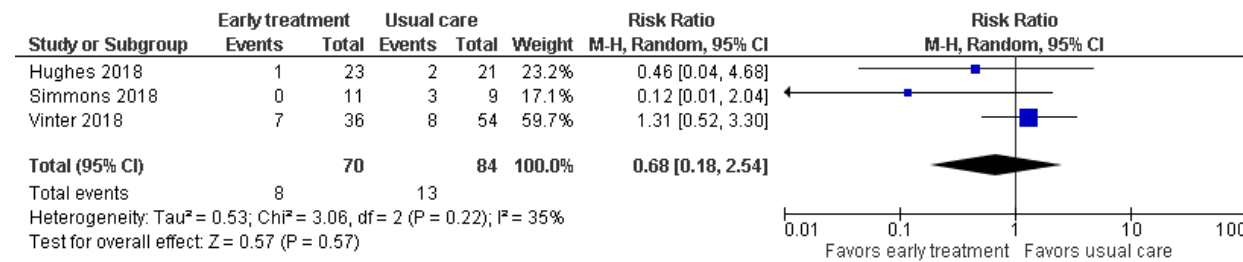 Early treatment Usual care Risk Ratio Risk Ratio
Study or Subgroup Events Total Events Total Weight M-H, Random, 95% CI M-H, Random, 95% CI
Hughes 2018 1 23 2 21 23.2% 0.46 [0.04, 4.68]
Simmons 2018 0 11 3 9 17.1% 0.12 [0.01, 2.04]
Vinter 2018 7 36 8 54 59.7% 1.31 [0.52, 3.30]
Total (95% CI) 70 84 100.0% 0.68 [0.18, 2.54]
Total events 8 13
Heterogeneity: Tau² = 0.53; Chi² = 3.06, df = 2 (P = 0.22); I² = 35%
Test for overall effect: Z = 0.57 (P = 0.57)
0.01 0.1 1 10 100
Favors early treatment Favors usual care